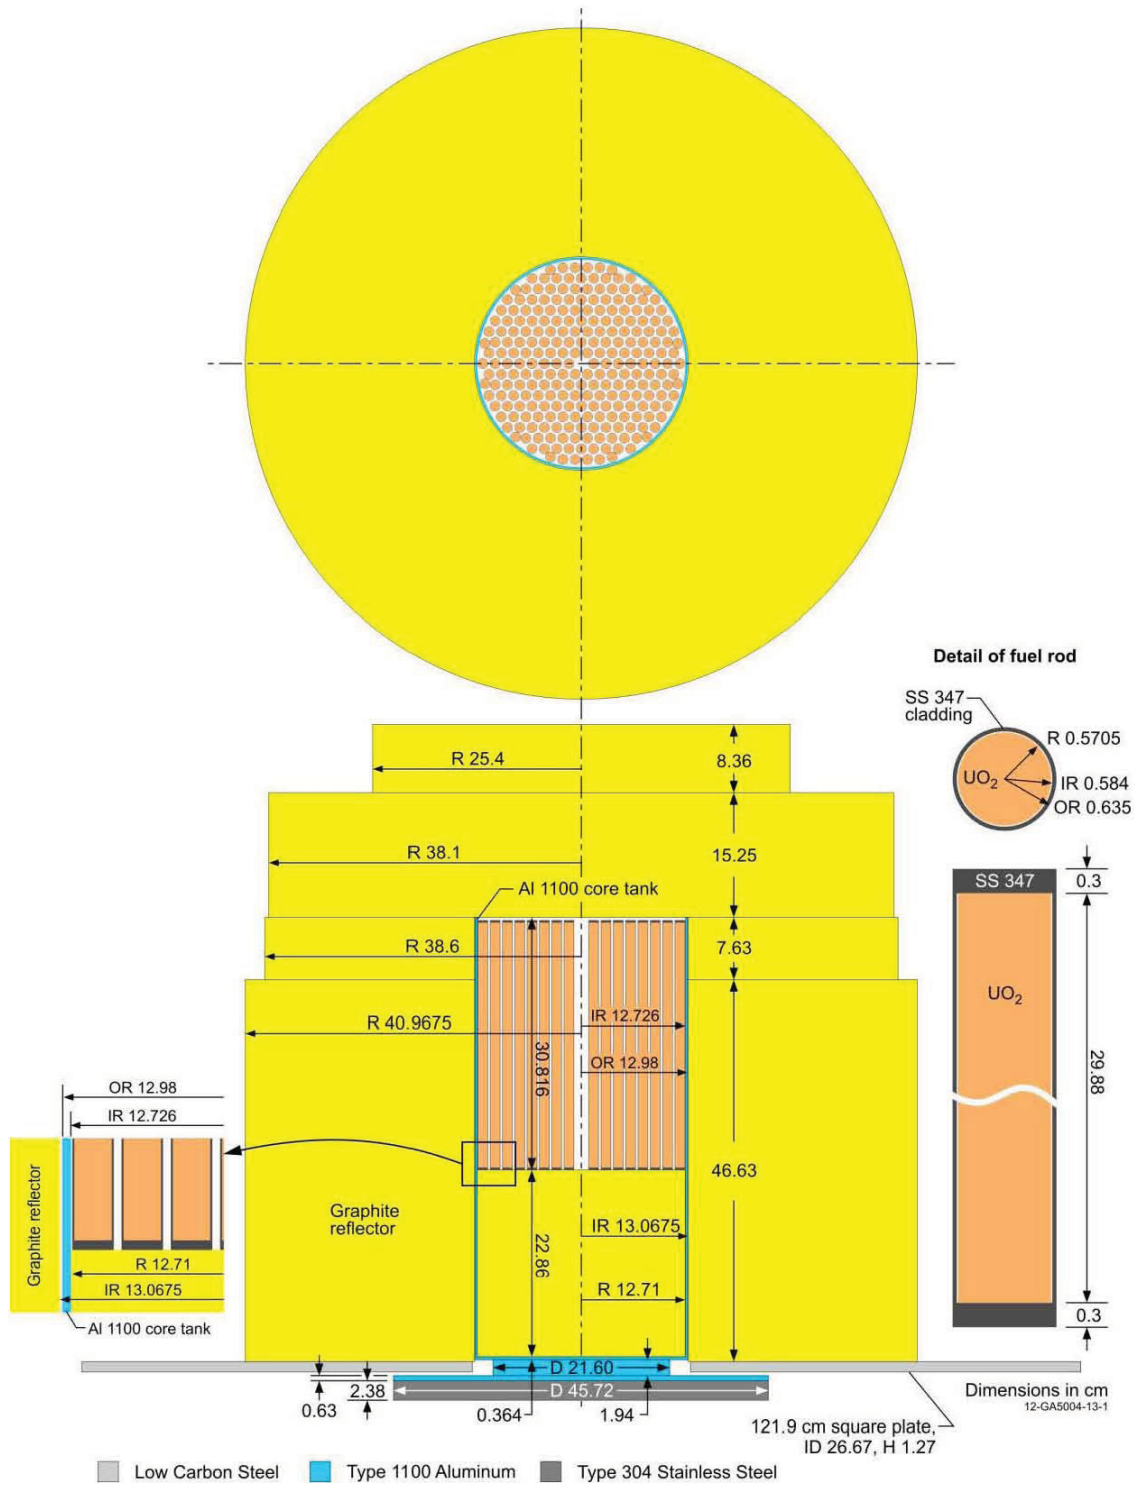 Detail of fuel rod
SS 347
cladding
R 0.5705
UO2
IR 0.584
OR 0.635
R 25.4
8.36
R 38.1
15.25
Al 1100 core tank
SS 347
0.3
R 38.6
7.63
UO2
R 40.9675
IR 12.726
30.816
OR 12.98
29.88
OR 12.98
IR 12.726
46.63
Graphite reflector
Graphite
reflector
22.86
IR 13.0675
R 12.71
R 12.71
IR 13.0675
Al 1100 core tank
0.3
D 21.60
2.38
D 45.72
0.63
0.364
1.94
Dimensions in cm
12-GA5004-13-1
121.9 cm square plate,
ID 26.67, H 1.27
Low Carbon Steel
Type 1100 Aluminum
Type 304 Stainless Steel